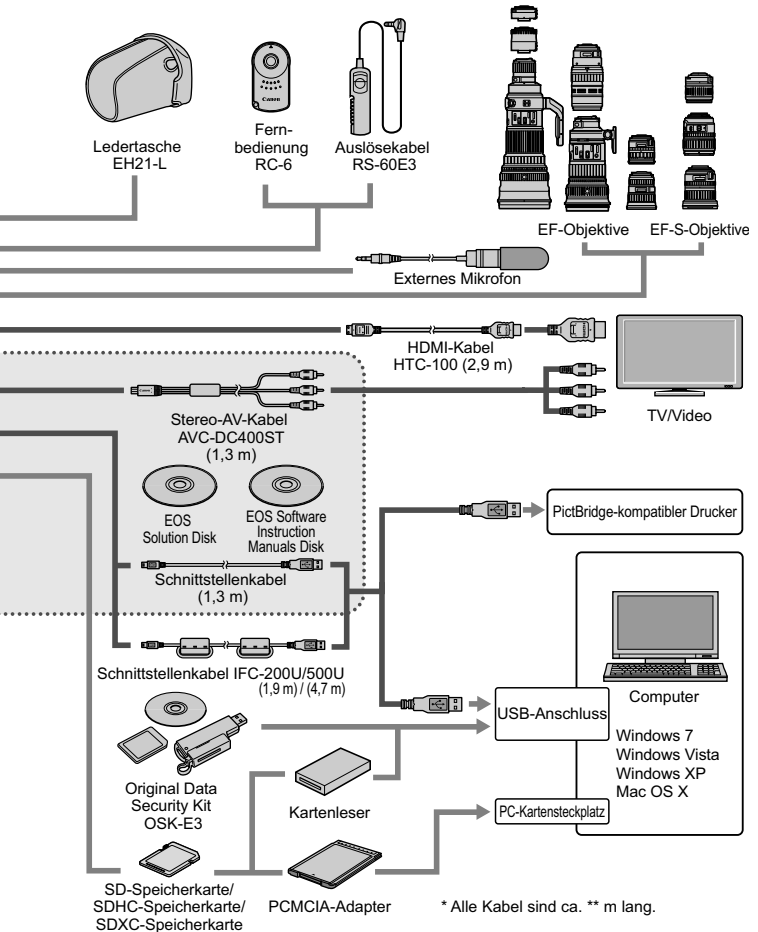 Ledertasche
EH21-L
Canon
Fern-
bedienung
RC-6
Auslösekabel
RS-60E3
EF-Objektive
EF-S-Objektive
Externes Mikrofon
HDMI-Kabel
HTC-100 (2,9 m)
TV/Video
Stereo-AV-Kabel
AVC-DC400ST
(1,3 m)
EOS
Solution Disk
EOS Software
Instruction
Manuals Disk
PictBridge-kompatibler Drucker
Schnittstellenkabel
(1,3 m)
Schnittstellenkabel IFC-200U/500U
(1,9 m) / (4,7 m)
USB-Anschluss
Computer
Windows 7
Windows Vista
Windows XP
Mac OS X
Original Data
Security Kit
OSK-E3
Kartenleser
PC-Kartensteckplatz
SD-Speicherkarte/
SDHC-Speicherkarte/
SDXC-Speicherkarte
PCMCIA-Adapter
* Alle Kabel sind ca. ** m lang.